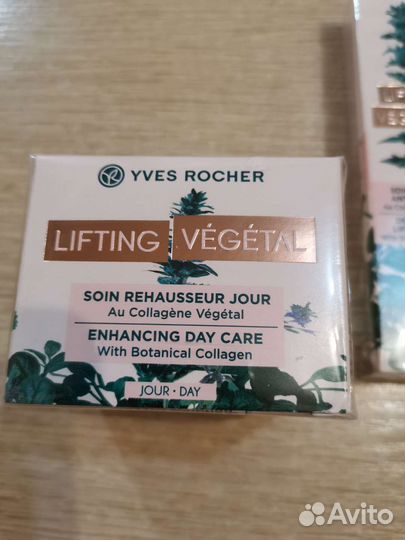 YVES ROCHER
LIFTING VÉGÉTAL
SOIN REHAUSSEUR JOUR
Au Collagène Végétal
ENHANCING DAY CARE
With Botanical Collagen
JOUR • DAY
Avito